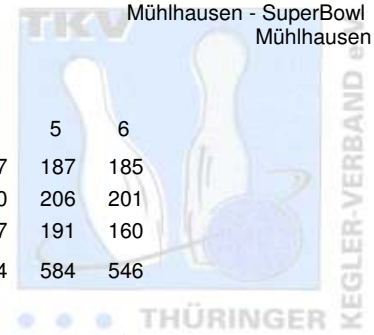 Mühlhausen - SuperBowl
Mühlhausen
TKV
5 6
7 187 185
0 206 201
7 191 160
4 584 546
THÜRINGER
KEGLER-VERBAND e.V.